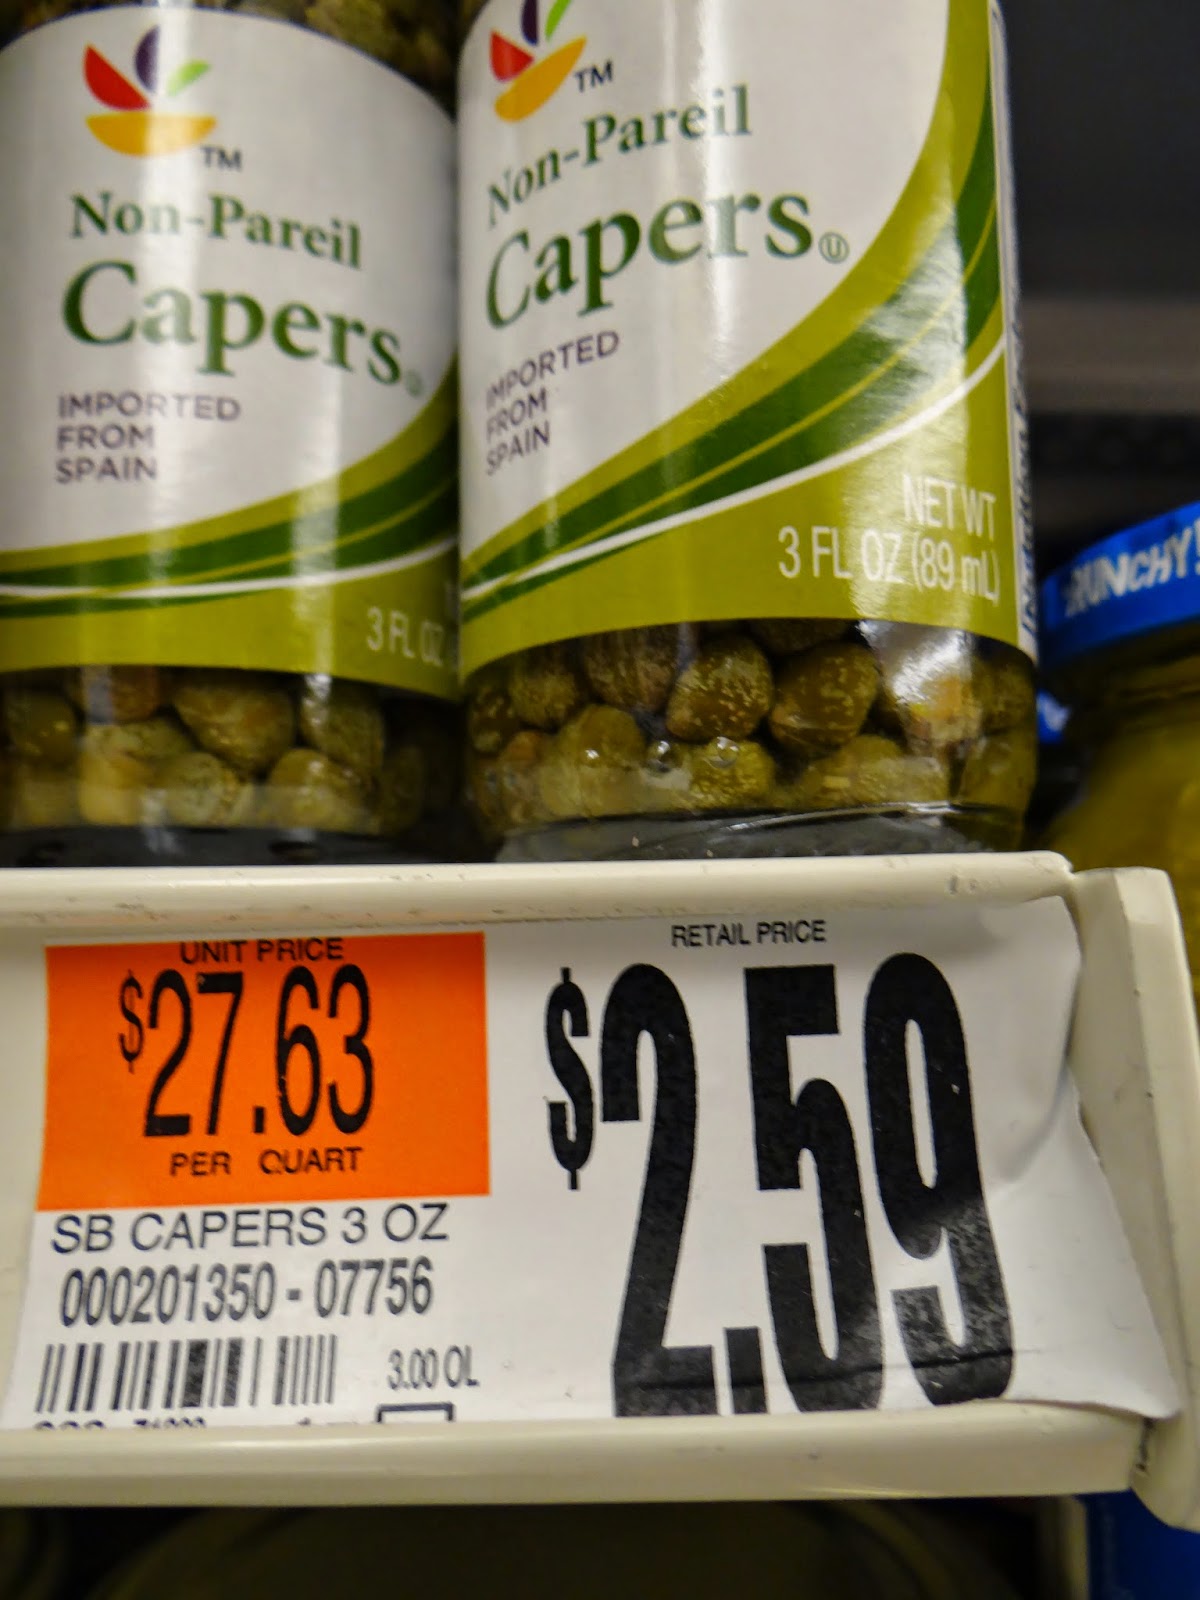 TM
Non-Pareil
Capers
IMPORTED
FROM
SPAIN
3 FL OZ
TM
Non-Pareil
Capers Ⓤ
IMPORTED
FROM
SPAIN
NET WT
3 FL OZ (89 mL)
CRUNCHY!
UNIT PRICE
$27.63
PER QUART
SB CAPERS 3 OZ
000201350 - 07756
3.00 OL
RETAIL PRICE
$2.59